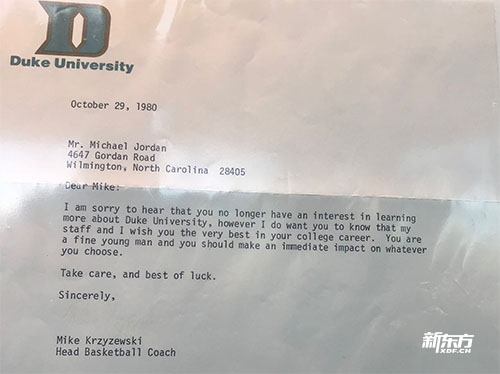 D
Duke University
October 29, 1980
Mr. Michael Jordan
4647 Gordan Road
Wilmington, North Carolina 28405
Dear Mike:
I am sorry to hear that you no longer have an interest in learning
more about Duke University, however I do want you to know that my
staff and I wish you the very best in your college career. You are
a fine young man and you should make an immediate impact on whatever
you choose.
Take care, and best of luck.
Sincerely,
Mike Krzyzewski
Head Basketball Coach
新东方
XDF.CN